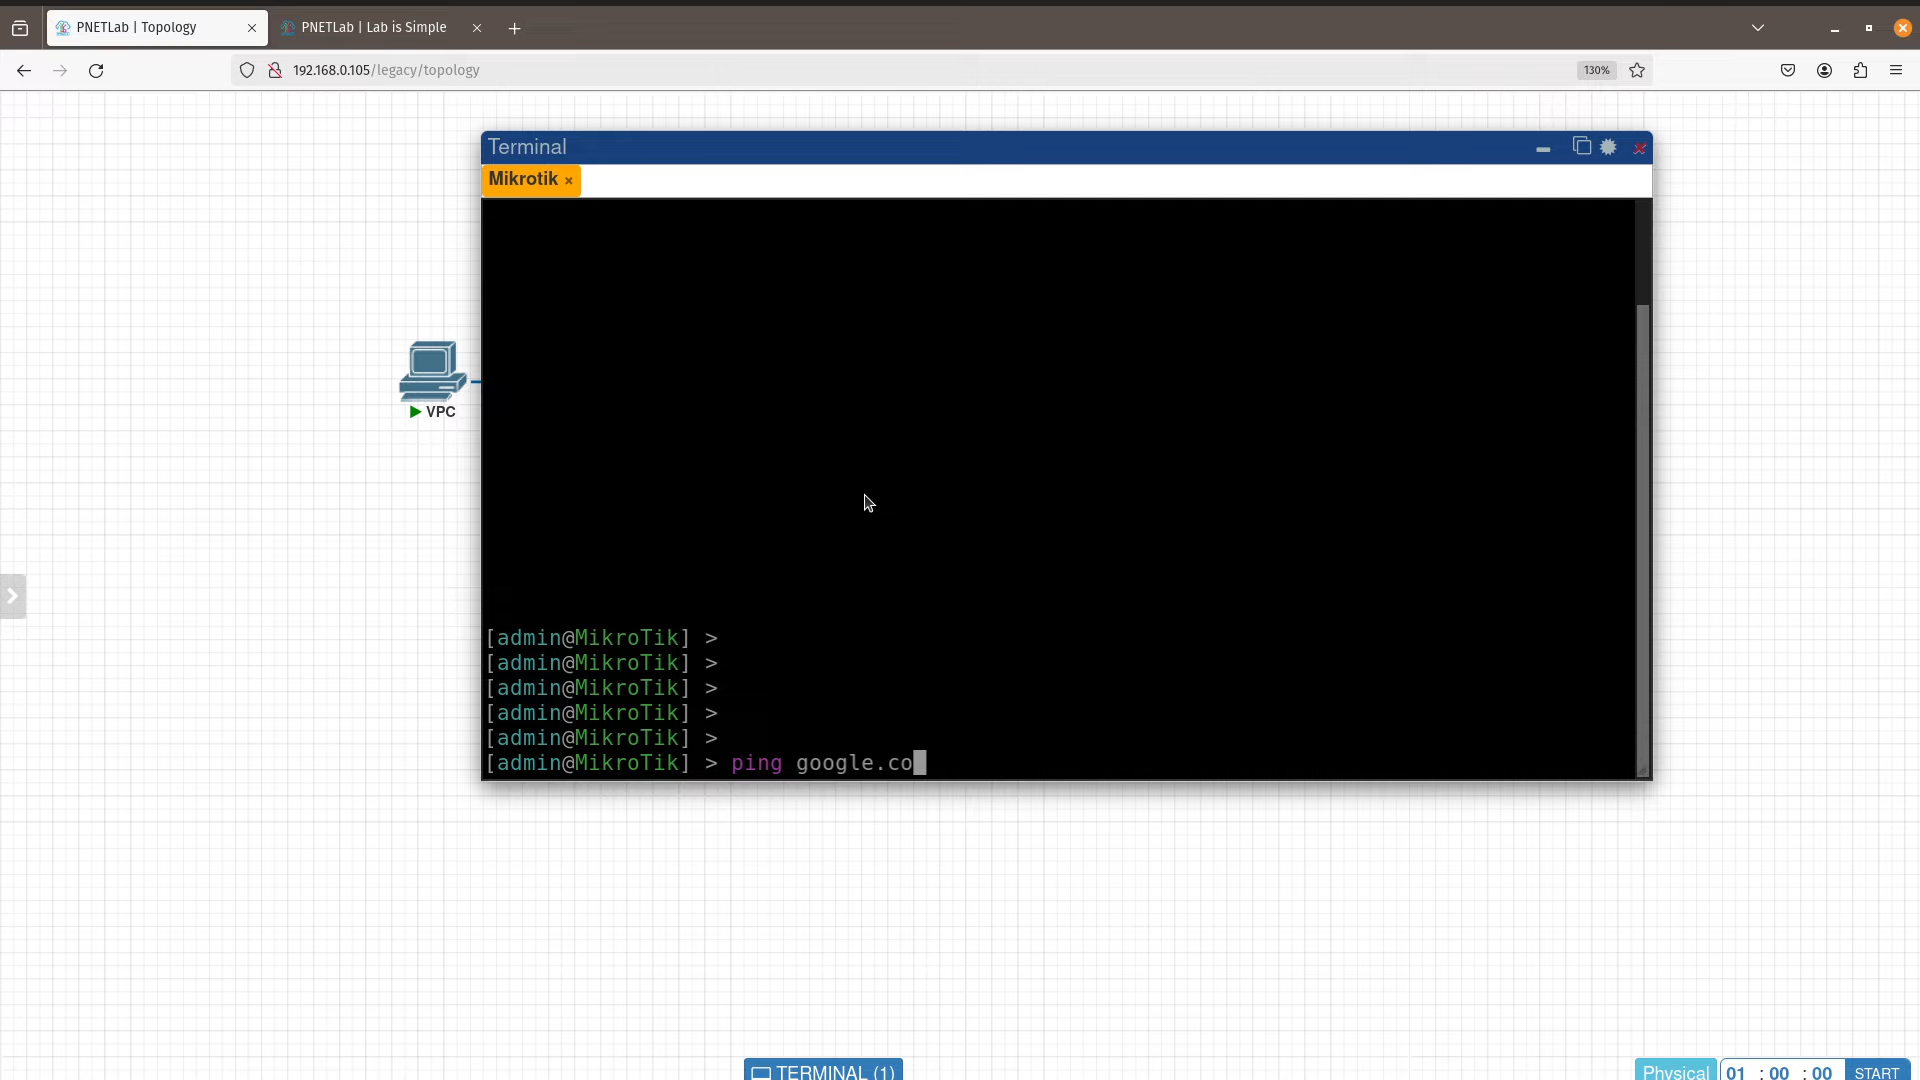 PNETLab | Topology
PNETLab | Lab is Simple
192.168.0.105/legacy/topology
130%
Terminal
Mikrotik ×
VPC
[admin@MikroTik] >
[admin@MikroTik] >
[admin@MikroTik] >
[admin@MikroTik] >
[admin@MikroTik] >
[admin@MikroTik] > ping google.co
TERMINAL (1)
Physical 01 : 00 : 00 START